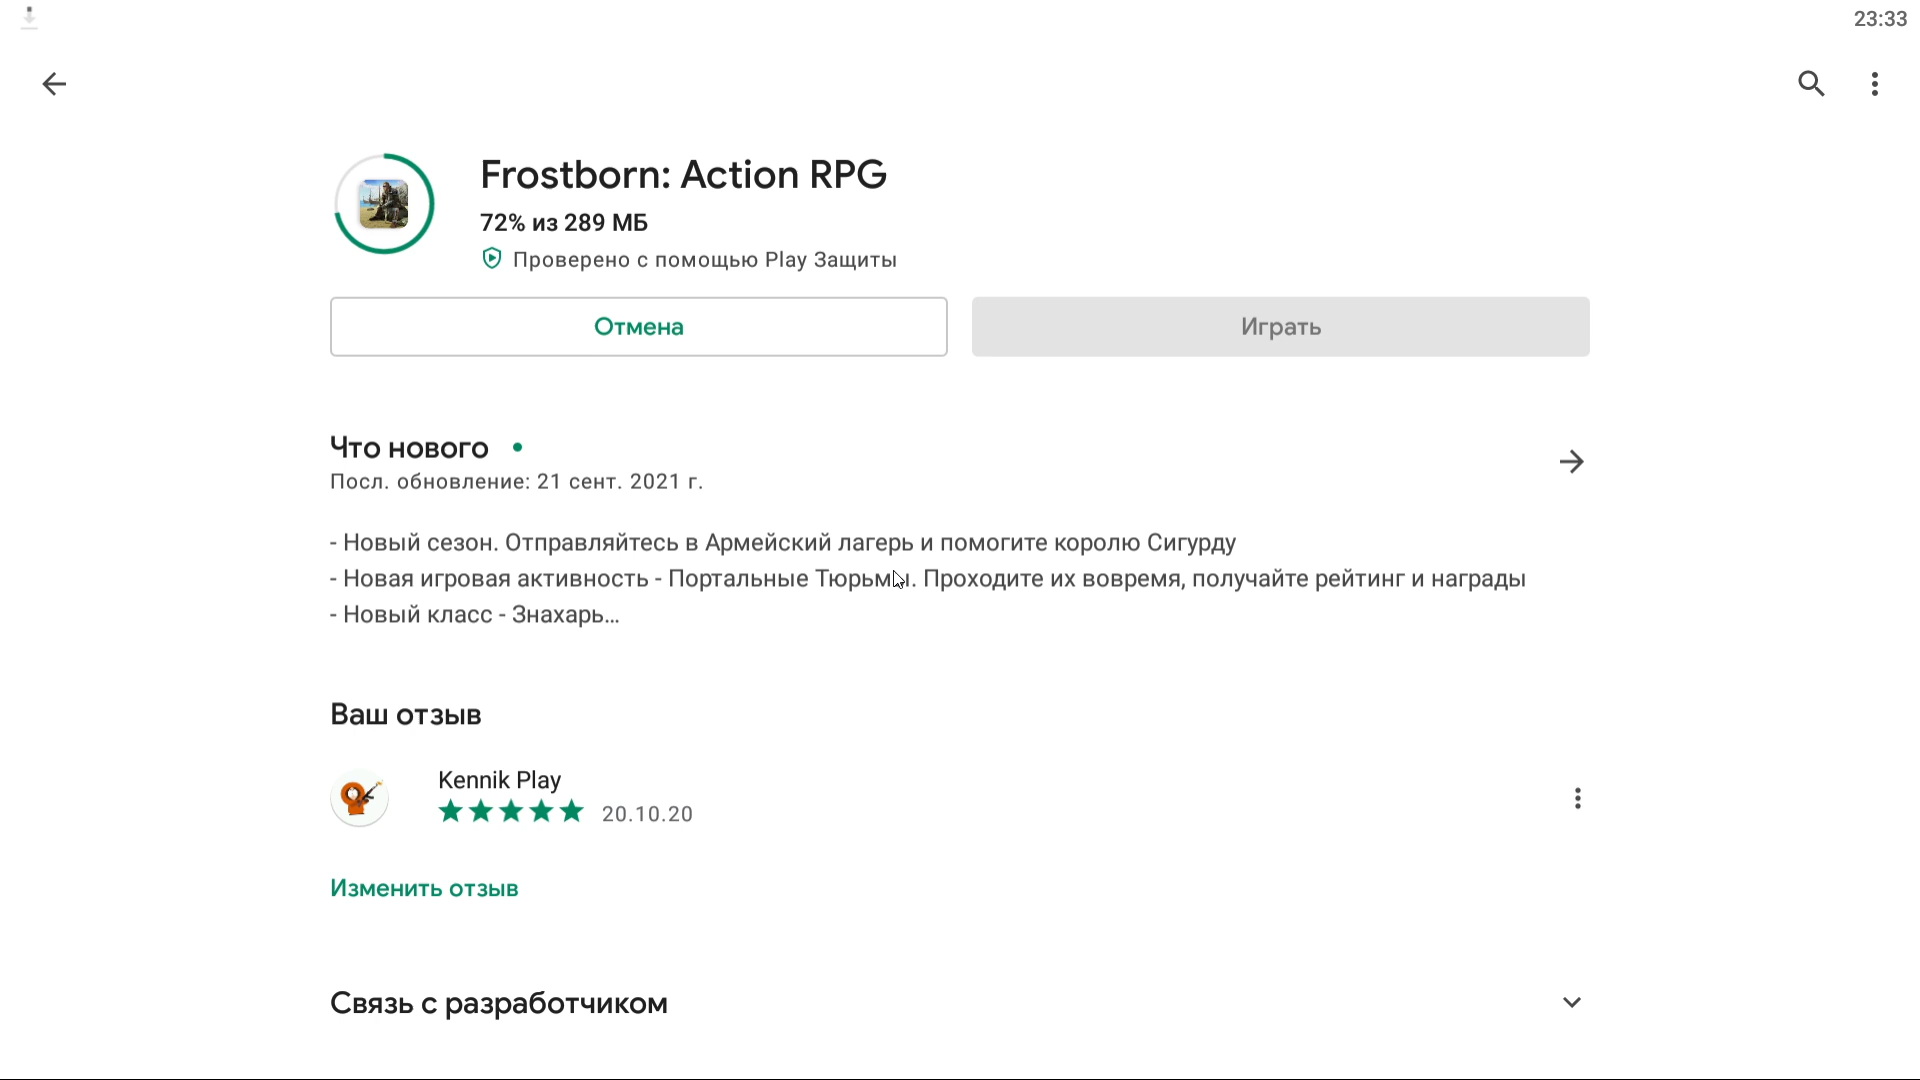 23:33
Frostborn: Action RPG
72% из 289 МБ
Проверено с помощью Play Защиты
Отмена
Играть
Что нового
Посл. обновление: 21 сент. 2021 г.
- Новый сезон. Отправляйтесь в Армейский лагерь и помогите королю Сигурду
- Новая игровая активность - Портальные Тюрьмы. Проходите их вовремя, получайте рейтинг и награды
- Новый класс - Знахарь...
Ваш отзыв
Kennik Play
20.10.20
Изменить отзыв
Связь с разработчиком